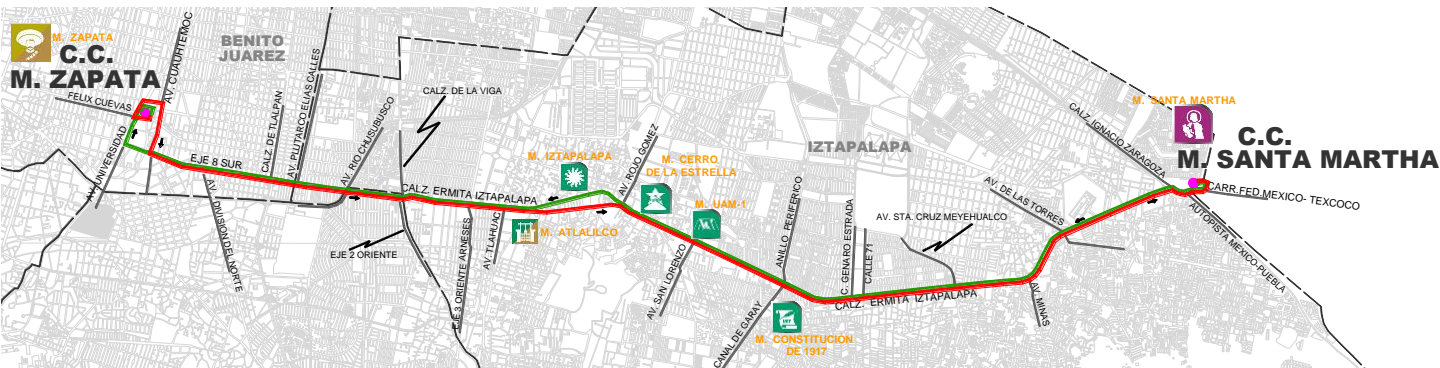 M. ZAPATA
C.C.
M. ZAPATA
AV. CUAUHTEMOC
BENITO
JUAREZ
FELIX CUEVAS
AV. UNIVERSIDAD
EJE 8 SUR
CALZ. DE TLALPAN
AV. PLUTARCO ELIAS CALLES
AV. RIO CHUSUBUSCO
CALZ. DE LA VIGA
AV. DIVISION DEL NORTE
EJE 2 ORIENTE
CALZ. ERMITA IZTAPALAPA
EJE 3 ORIENTE ARNESES
AV. TLAHUAC
M. ATLALILCO
M. IZTAPALAPA
AV. ROJO GOMEZ
M. CERRO
DE LA ESTRELLA
M. UAM-1
AV. SAN LORENZO
IZTAPALAPA
ANILLO PERIFERICO
CANAL DE GARAY
M. CONSTITUCION
DE 1917
C. GENARO ESTRADA
CALLE 71
AV. STA. CRUZ MEYEHUALCO
CALZ. ERMITA IZTAPALAPA
AV. DE LAS TORRES
AV. MINAS
CALZ. IGNACIO ZARAGOZA
M. SANTA MARTHA
C.C.
M. SANTA MARTHA
CARR.FED.MEXICO- TEXCOCO
AUTOPISTA MEXICO-PUEBLA